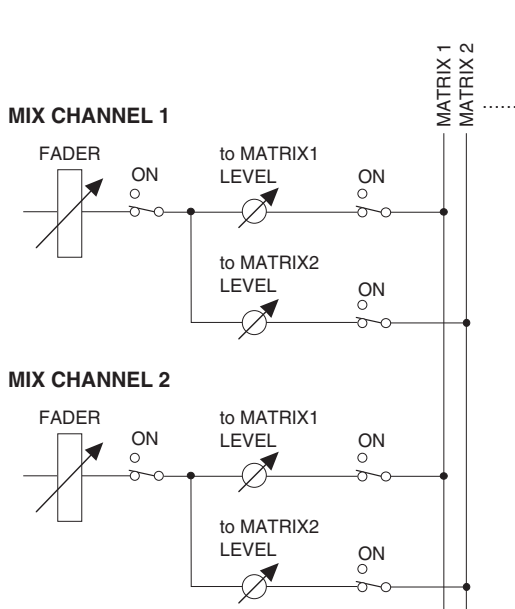 MATRIX 1
MATRIX 2
MIX CHANNEL 1
FADER
ON
to MATRIX1
LEVEL
ON
to MATRIX2
LEVEL
ON
MIX CHANNEL 2
FADER
ON
to MATRIX1
LEVEL
ON
to MATRIX2
LEVEL
ON